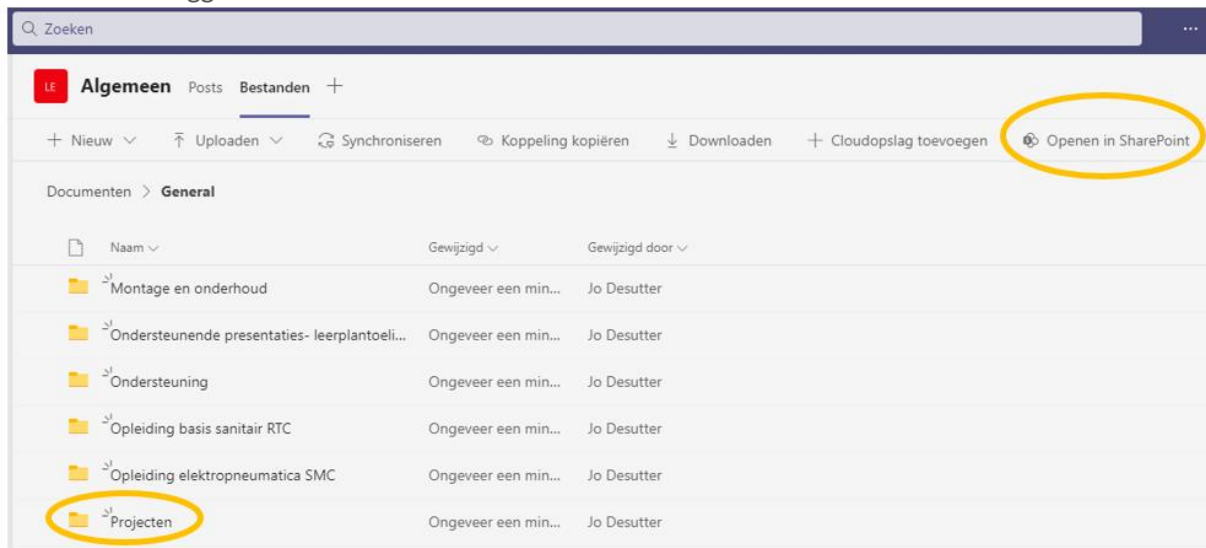 Zoeken
...
LE Algemeen Posts Bestanden +
+ Nieuw Uploaden Synchroniseren Koppeling kopiëren Downloaden + Cloudopslag toevoegen Openen in SharePoint
Documenten > General
Naam Gewijzigd Gewijzigd door
Montage en onderhoud Ongeveer een min... Jo Desutter
Ondersteunende presentaties- leerplantoeli... Ongeveer een min... Jo Desutter
Ondersteuning Ongeveer een min... Jo Desutter
Opleiding basis sanitair RTC Ongeveer een min... Jo Desutter
Opleiding elektropneumatica SMC Ongeveer een min... Jo Desutter
Projecten Ongeveer een min... Jo Desutter